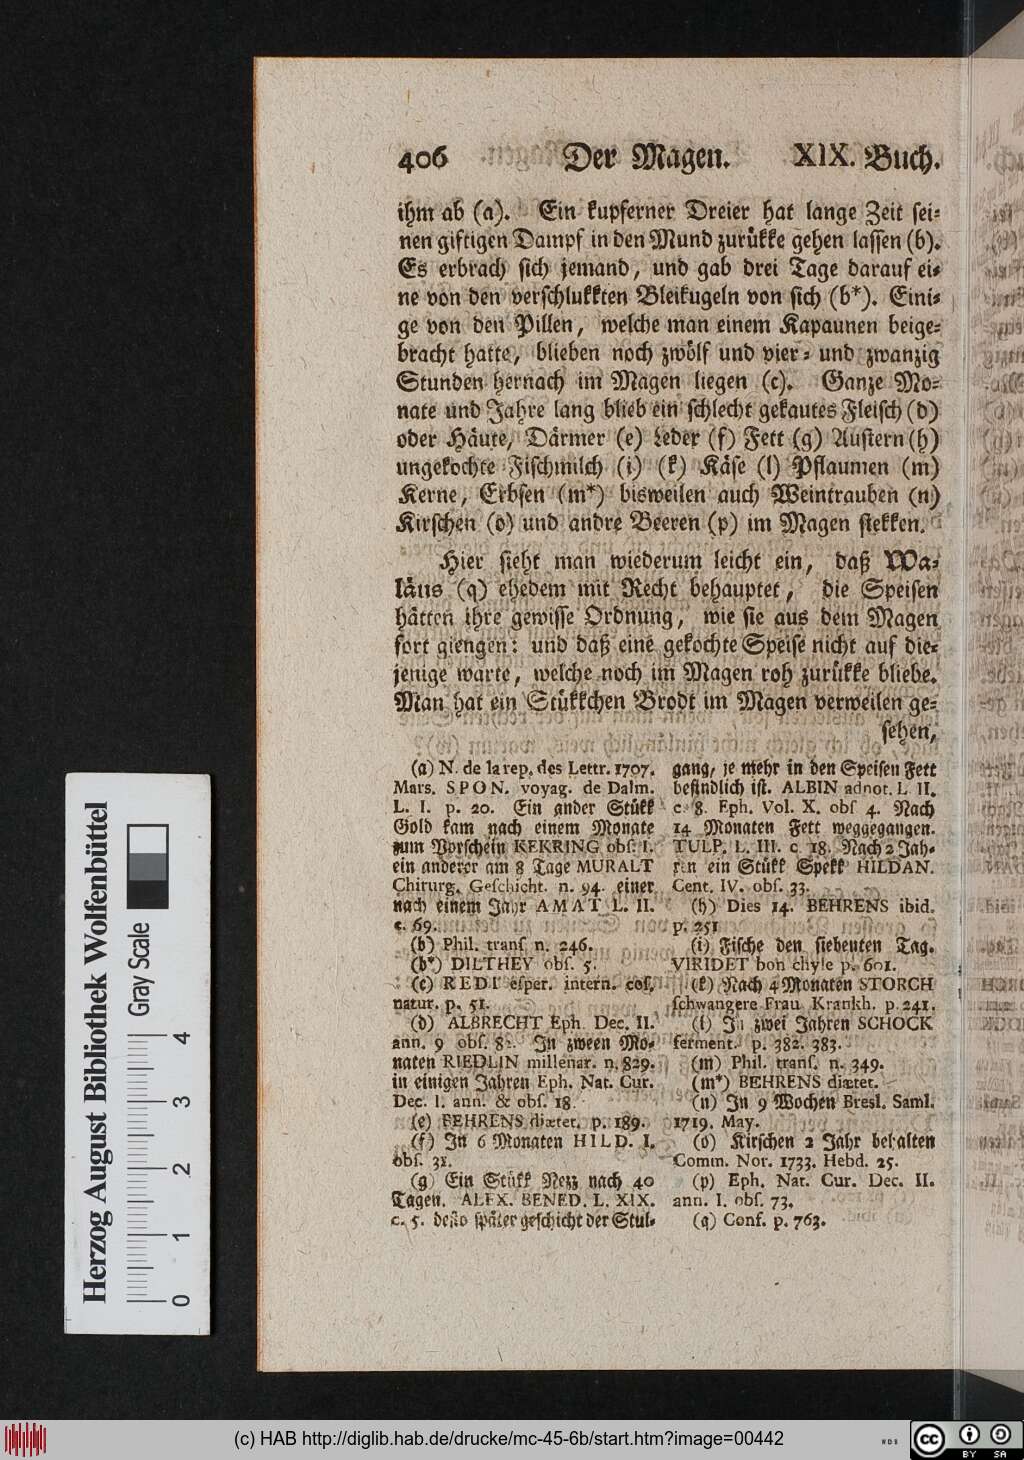 406 Der Magen. XIX. Buch.
ihm ab (a). Ein kupferner Dreier hat lange Zeit sei-
nen giftigen Dampf in den Mund zurükke gehen lassen (b).
Es erbrach sich jemand, und gab drei Tage darauf ei-
ne von den verschlukkten Bleikugeln von sich (b*). Eini-
ge von den Pillen, welche man einem Kapaunen beige-
bracht hatte, blieben noch zwölf und vier- und zwanzig
Stunden hernach im Magen liegen (c). Ganze Mo-
nate und Jahre lang blieb ein schlecht gekautes Fleisch (d)
oder Häute, Därmer (e) Leder (f) Fett (g) Austern (h)
ungekochte Fischmilch (i) (k) Käse (l) Pflaumen (m)
Kerne, Erbsen (m*) bisweilen auch Weintrauben (n)
Kirschen (o) und andre Beeren (p) im Magen stekken.
Hier sieht man wiederum leicht ein, daß Wa-
läus (q) ehedem mit Recht behauptet, die Speisen
hätten ihre gewisse Ordnung, wie sie aus dem Magen
fort giengen: und daß eine gekochte Speise nicht auf die-
jenige warte, welche noch im Magen roh zurükke bliebe.
Man hat ein Stükkchen Brodt im Magen verweilen ge-
sehen,
(a) N. de la rep. des Lettr. 1707.
Mars. SPON. voyag. de Dalm.
L. I. p. 20. Ein ander Stükk
Gold kam nach einem Monate
zum Vorschein KEKRING obs. 1.
ein anderer am 8 Tage MURALT
Chirurg. Geschicht. n. 94. einer
nach einem Jahr AMAT L. II.
c. 69.
(b) Phil. trans. n. 246.
(b*) DILTHEY obs. 5.
(c) REDI esper. intern. cos.
natur. p. 51.
(d) ALBRECHT Eph. Dec. II.
ann. 9 obs. 8 . In zween Mo-
naten RIEDLIN millenar. n. 829.
in einigen Jahren Eph. Nat. Cur.
Dec. I. ann. & obs. 18.
(e) BEHRENS diæter. p. 189.
(f) In 6 Monaten HILD. I.
obs. 31.
(g) Ein Stükk Nezz nach 40
Tagen. ALEX. BENED. L. XIX.
c. 5. desto später geschicht der Stul-
gang, je mehr in den Speisen Fett
befindlich ist. ALBIN adnot. L II.
c. 8. Eph. Vol. X. obs 4. Nach
14 Monaten Fett weggegangen.
TULP. L. III. c. 18. Nach 2 Jah-
ren ein Stükk Spekk HILDAN.
Cent. IV. obs. 33.
(h) Dies 14. BEHRENS ibid.
p. 251
(i) Fische den siebenten Tag.
VIRIDET bon chyle p. 601.
(k) Nach 4 Monaten STORCH
schwangere Frau Krankh. p. 241.
(l) In zwei Jahren SCHOCK
ferment. p. 382. 383.
(m) Phil. trans. n. 349.
(m*) BEHRENS diætet.
(n) In 9 Wochen Bresl. Saml.
1719. May.
(o) Kirschen 2 Jahr behalten
Comm. Nor. 1733. Hebd. 25.
(p) Eph. Nat. Cur. Dec. II.
ann. I. obs. 73.
(q) Conf. p. 763.
Herzog August Bibliothek Wolfenbüttel
Gray Scale
0 1 2 3 4
(c) HAB http://diglib.hab.de/drucke/mc-45-6b/start.htm?image=00442
cc BY SA